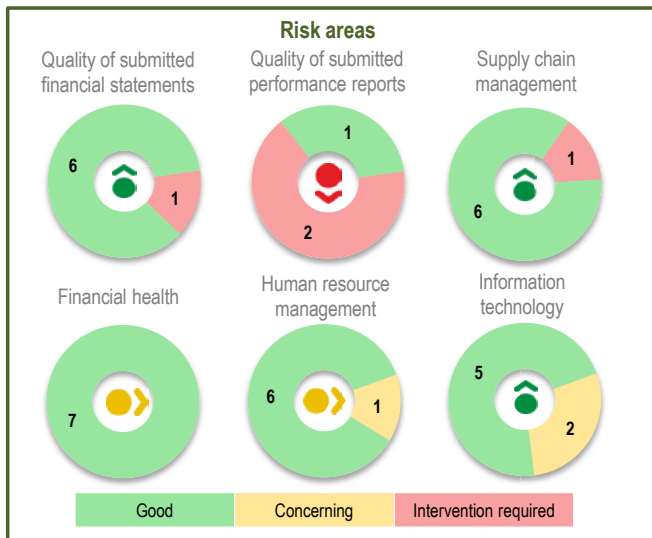 Risk areas
Quality of submitted
financial statements
6
1
Quality of submitted
performance reports
1
2
Supply chain
management
1
6
Financial health
7
Human resource
management
6
1
Information
technology
5
2
Good
Concerning
Intervention required